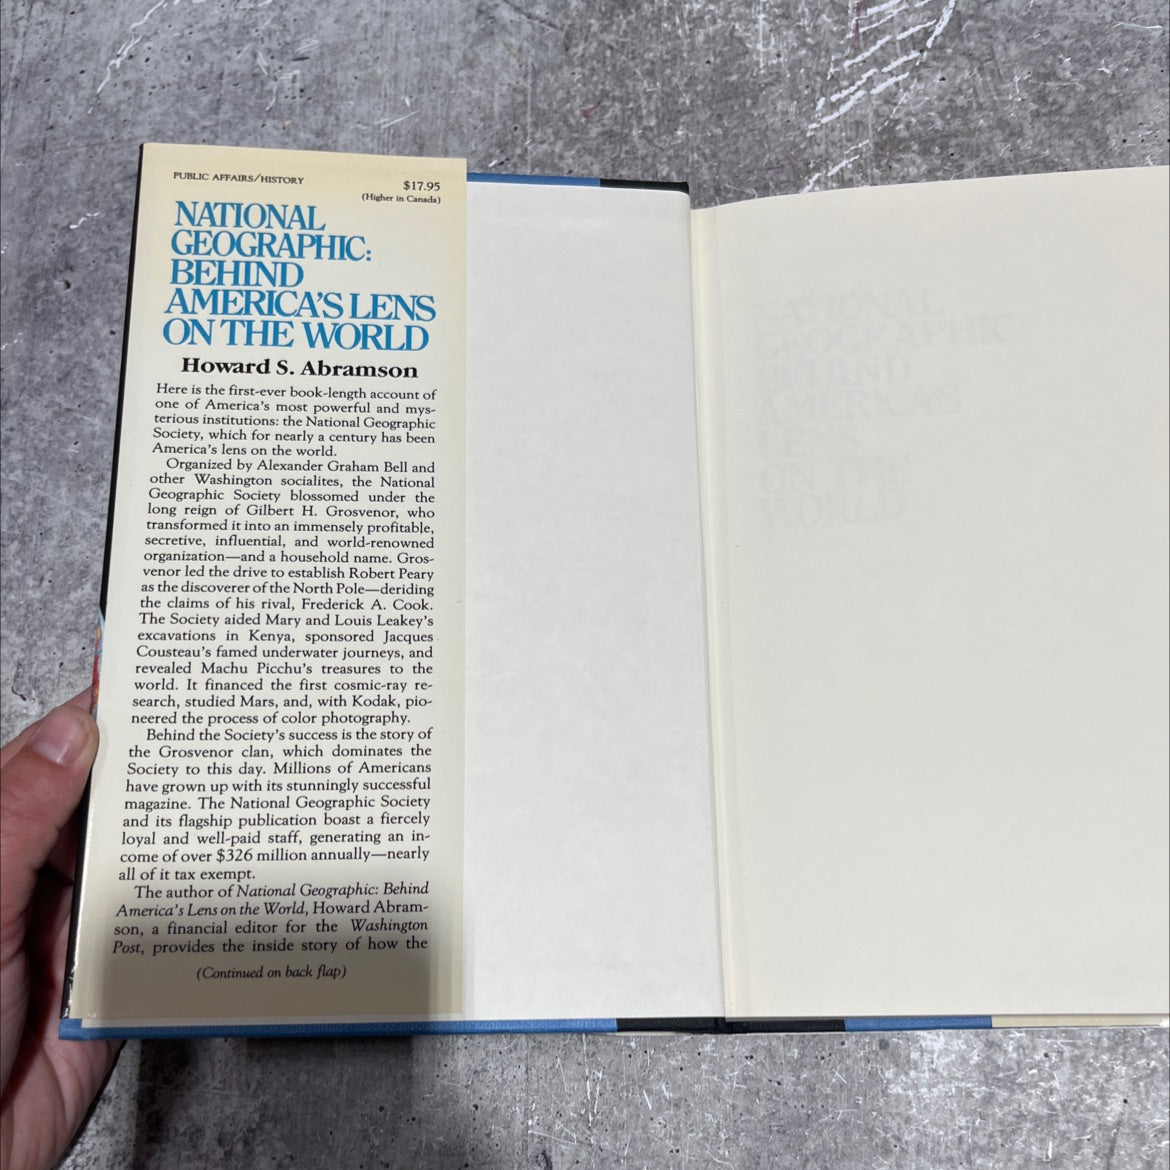 PUBLIC AFFAIRS/HISTORY
$17.95
(Higher in Canada)
NATIONAL
GEOGRAPHIC:
BEHIND
AMERICA'S LENS
ON THE WORLD
Howard S. Abramson
Here is the first-ever book-length account of
one of America's most powerful and mys-
terious institutions: the National Geographic
Society, which for nearly a century has been
America's lens on the world.
Organized by Alexander Graham Bell and
other Washington socialites, the National
Geographic Society blossomed under the
long reign of Gilbert H. Grosvenor, who
transformed it into an immensely profitable,
secretive, influential, and world-renowned
organization—and a household name. Gros-
venor led the drive to establish Robert Peary
as the discoverer of the North Pole—deriding
the claims of his rival, Frederick A. Cook.
The Society aided Mary and Louis Leakey's
excavations in Kenya, sponsored Jacques
Cousteau's famed underwater journeys, and
revealed Machu Picchu's treasures to the
world. It financed the first cosmic-ray re-
search, studied Mars, and, with Kodak, pio-
neered the process of color photography.
Behind the Society's success is the story of
the Grosvenor clan, which dominates the
Society to this day. Millions of Americans
have grown up with its stunningly successful
magazine. The National Geographic Society
and its flagship publication boast a fiercely
loyal and well-paid staff, generating an in-
come of over $326 million annually—nearly
all of it tax exempt.
The author of National Geographic: Behind
America's Lens on the World, Howard Abram-
son, a financial editor for the Washington
Post, provides the inside story of how the
(Continued on back flap)
NATIONAL
GEOGRAPHIC:
BEHIND
AMERICA'S
LENS
ON THE
WORLD